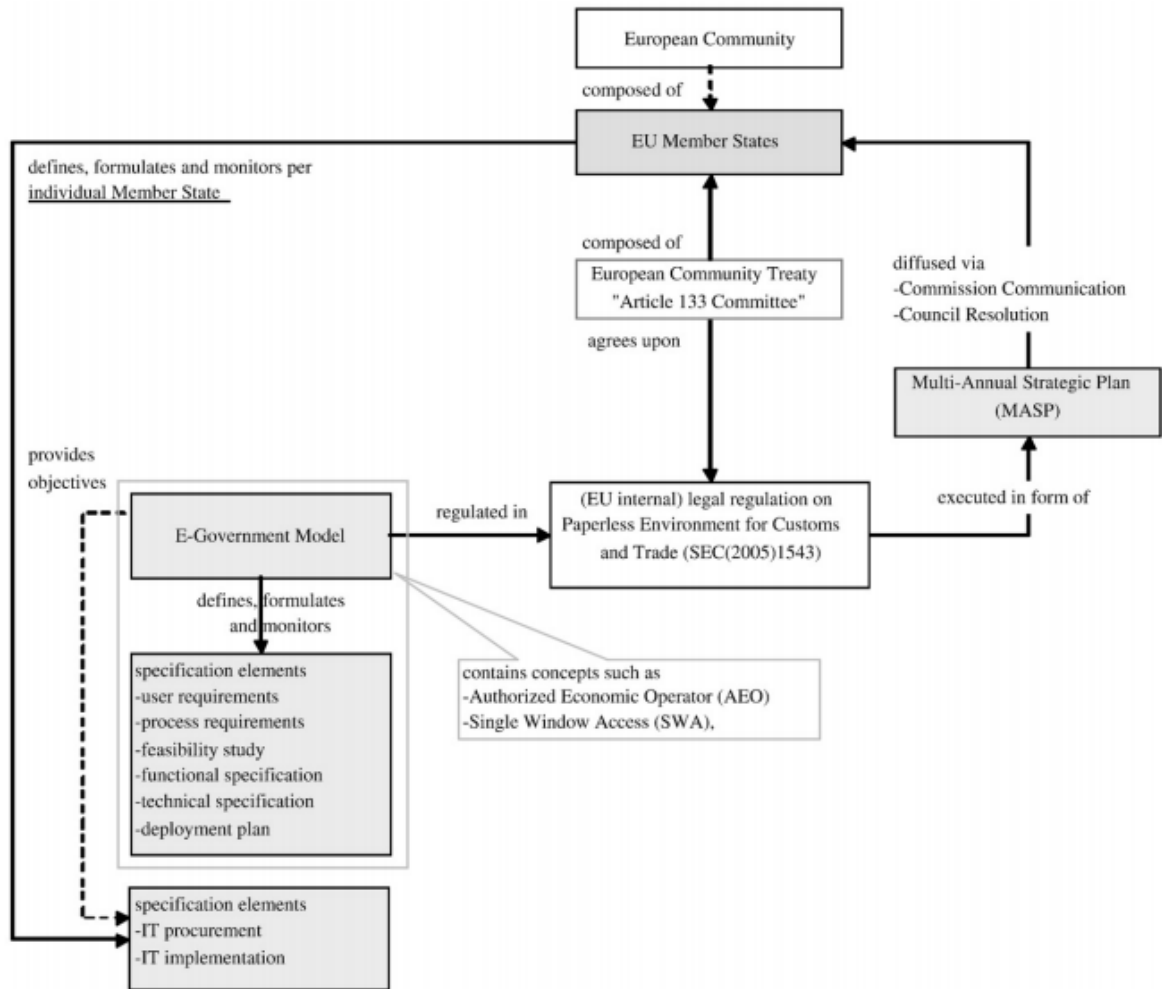 European Community
composed of
EU Member States
defines, formulates and monitors per
individual Member State
composed of
European Community Treaty
"Article 133 Committee"
agrees upon
diffused via
-Commission Communication
-Council Resolution
Multi-Annual Strategic Plan
(MASP)
provides
objectives
E-Government Model
regulated in
(EU internal) legal regulation on
Paperless Environment for Customs
and Trade (SEC(2005)1543)
executed in form of
defines, formulates
and monitors
specification elements
-user requirements
-process requirements
-feasibility study
-functional specification
-technical specification
-deployment plan
contains concepts such as
-Authorized Economic Operator (AEO)
-Single Window Access (SWA),
specification elements
-IT procurement
-IT implementation